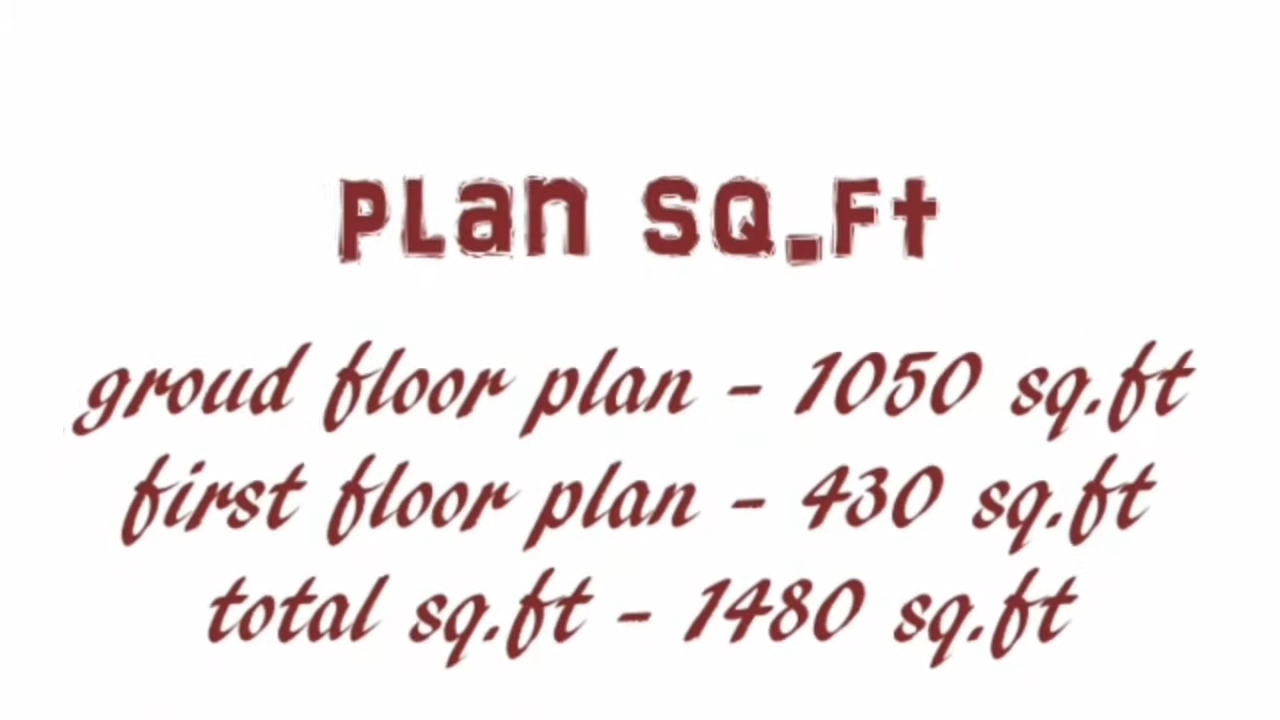 PLan SQ.Ft
groud floor plan - 1050 sq.ft
first floor plan - 430 sq.ft
total sq.ft - 1480 sq.ft